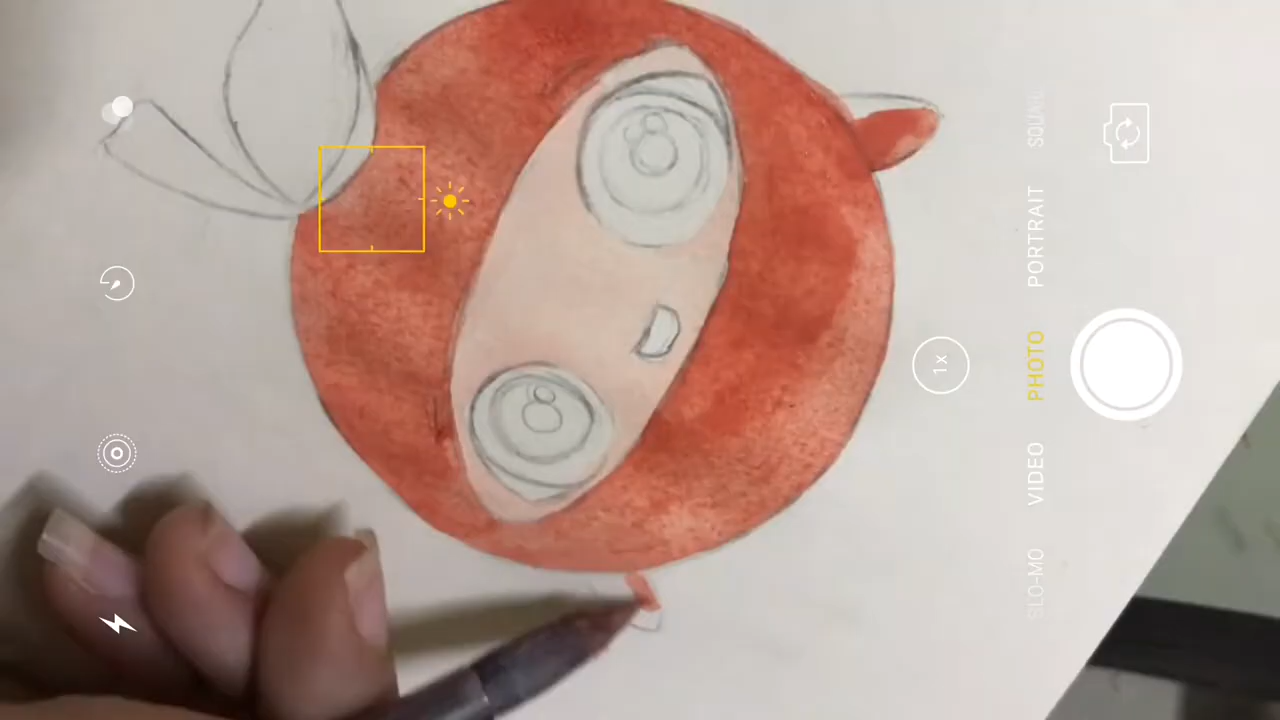 SQUARE
PORTRAIT
PHOTO
VIDEO
SLO-MO
1x